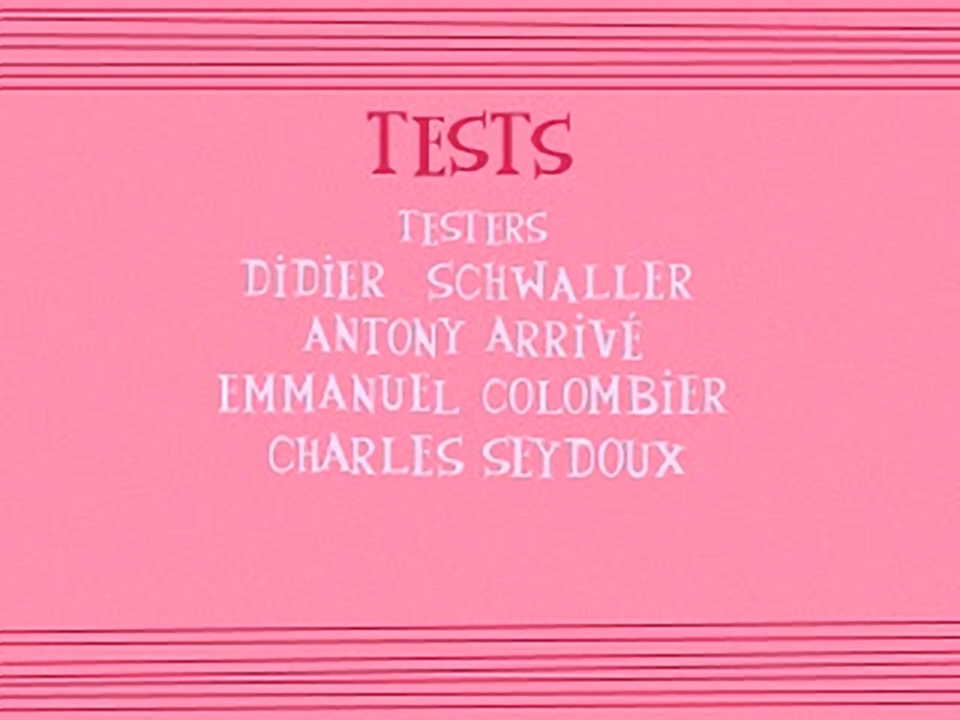 TESTS
TESTERS
DiDiER SCHWALLER
ANTONY ARRiVÉ
EMMANUEL COLOMBiER
CHARLES SEYDOUX